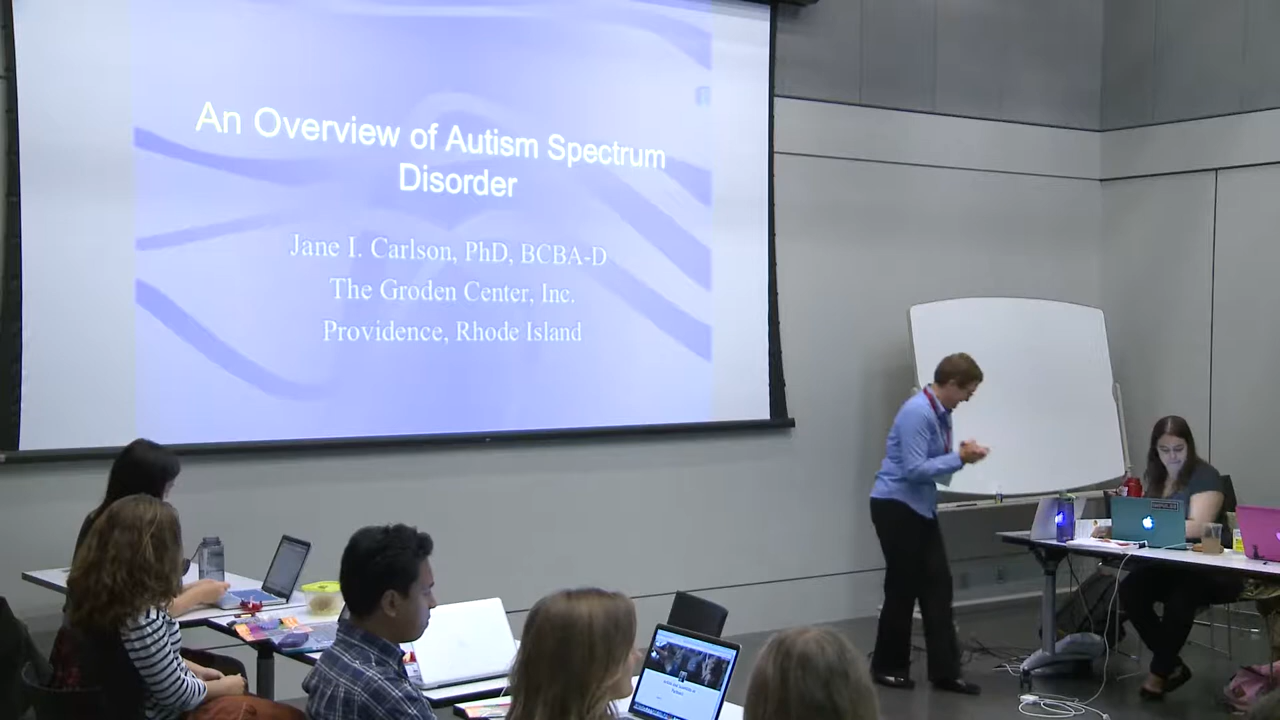 An Overview of Autism Spectrum
Disorder
Jane I. Carlson, PhD, BCBA-D
The Groden Center, Inc.
Providence, Rhode Island